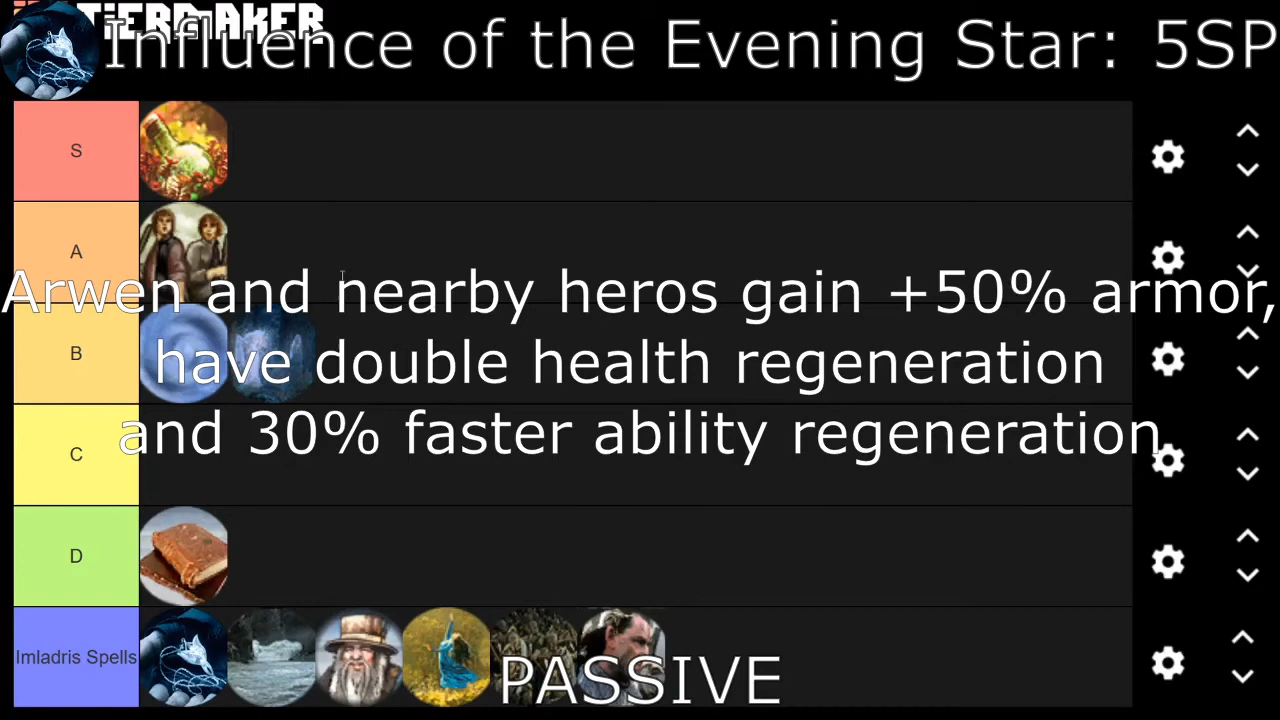 TIERMAKER
Influence of the Evening Star: 5SP
S
A
Arwen and nearby heros gain +50% armor,
B
have double health regeneration
C
and 30% faster ability regeneration
D
Imladris Spells
PASSIVE